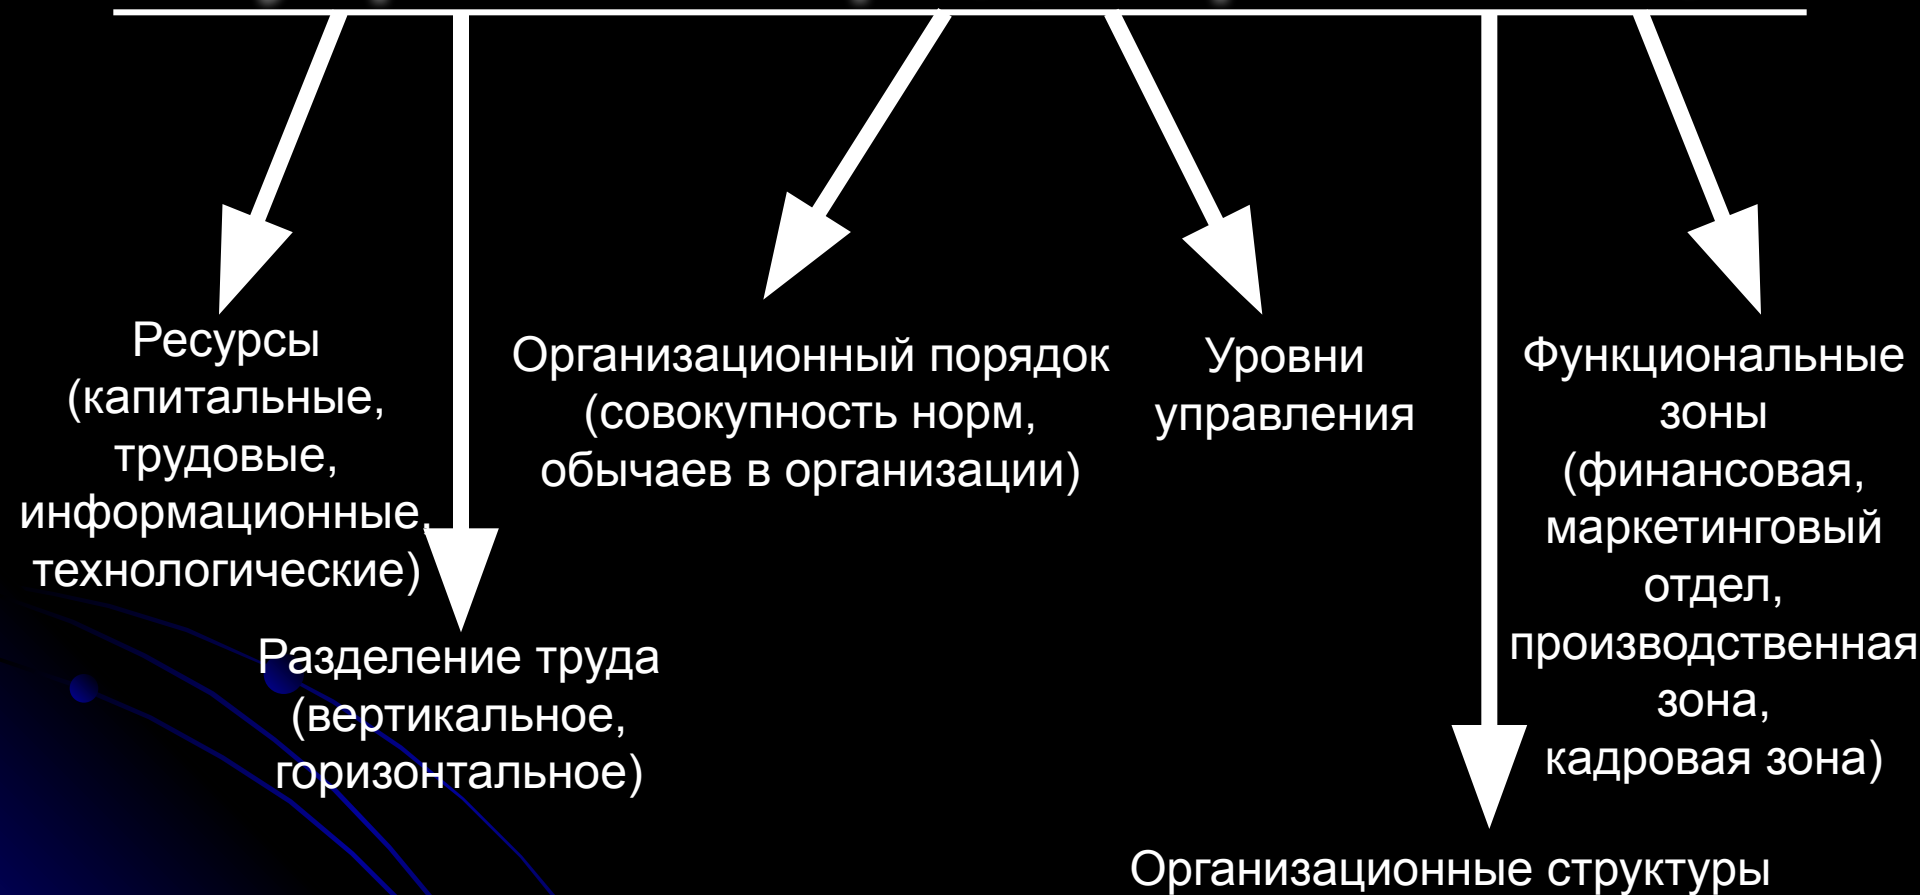 Ресурсы
(капитальные,
трудовые,
информационные,
технологические)
Разделение труда
(вертикальное,
горизонтальное)
Организационный порядок
(совокупность норм,
обычаев в организации)
Уровни
управления
Организационные структуры
Функциональные
зоны
(финансовая,
маркетинговый
отдел,
производственная
зона,
кадровая зона)